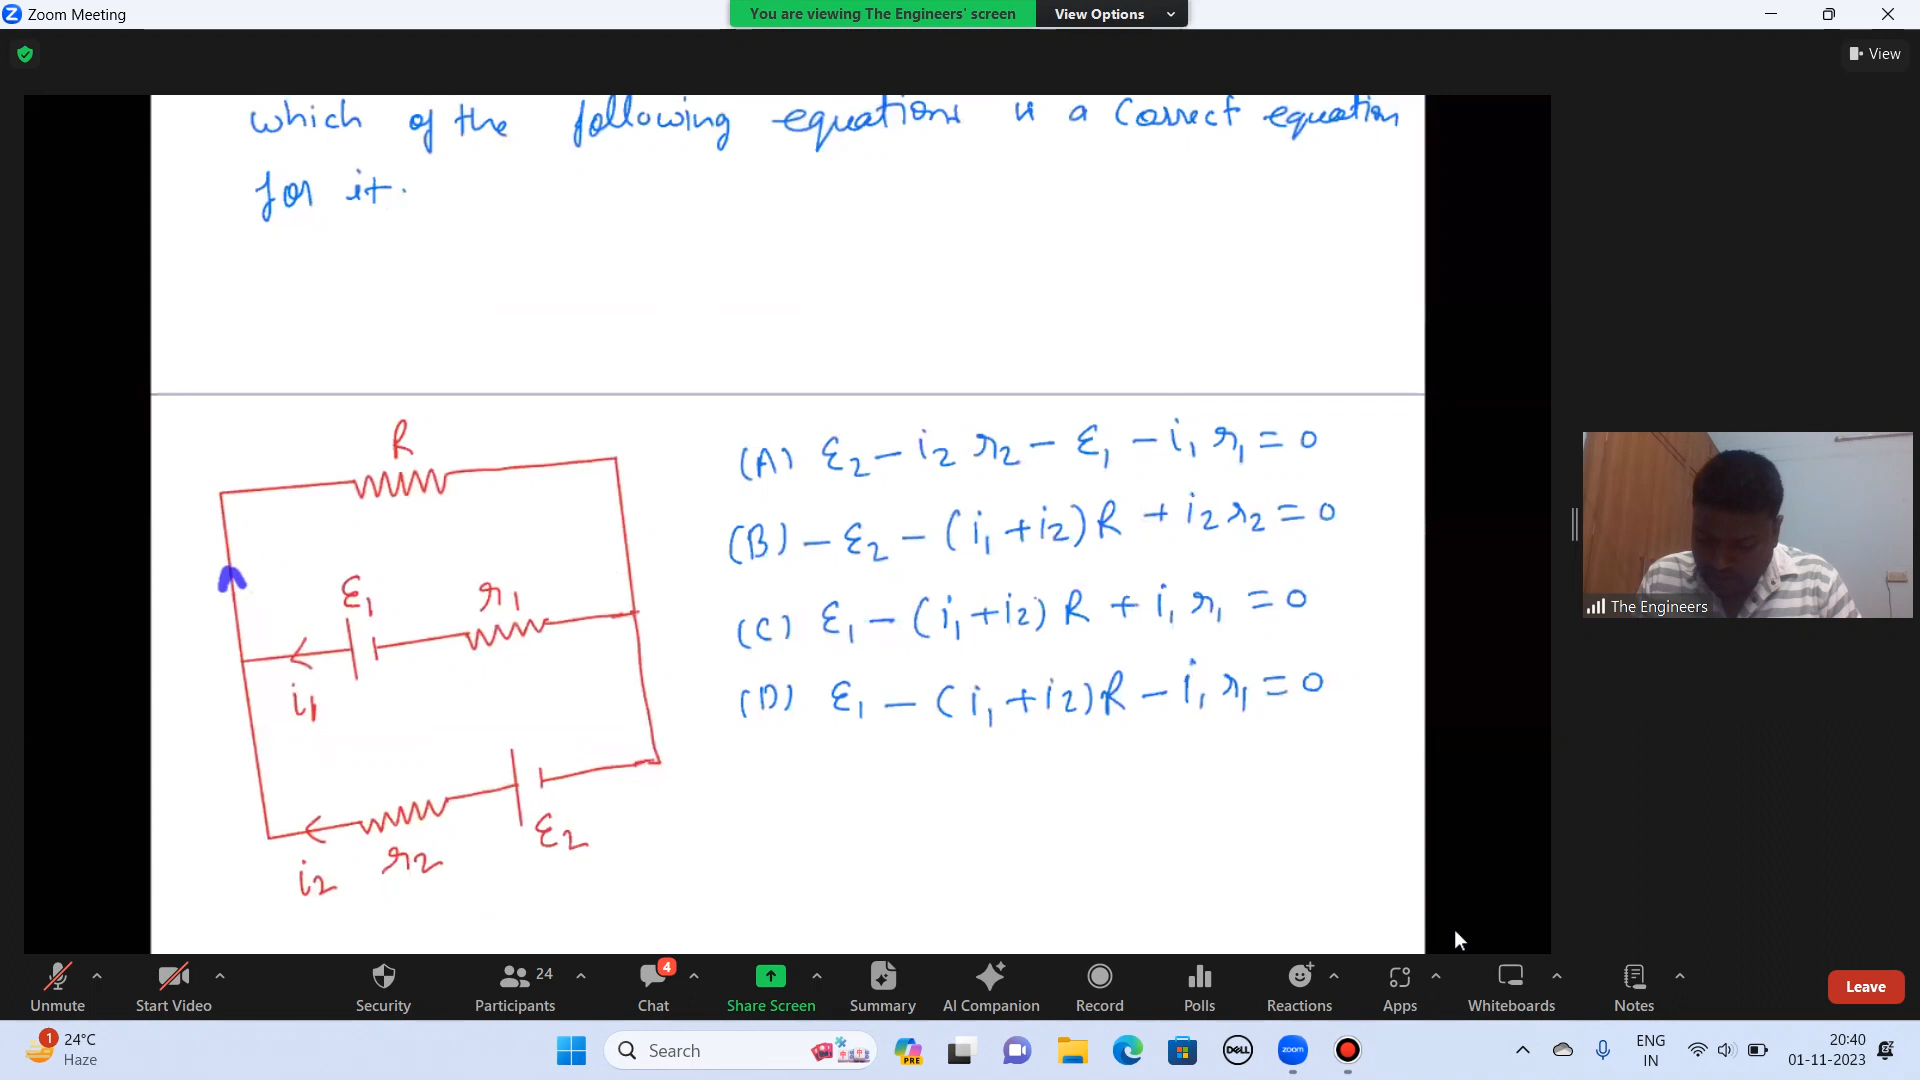 Zoom Meeting
You are viewing The Engineers' screen
View Options
View
which of the following equations is a correct equation
for it.
R
ε1
r1
i1
r2
ε2
i2
(A) ε2 - i2 r2 - ε1 - i1 r1 = 0
(B) - ε2 - (i1 + i2) R + i2 r2 = 0
(C) ε1 - (i1 + i2) R + i1 r1 = 0
(D) ε1 - (i1 + i2) R - i1 r1 = 0
The Engineers
Unmute
Start Video
Security
Participants
24
Chat
4
Share Screen
Summary
AI Companion
Record
Polls
Reactions
Apps
Whiteboards
Notes
Leave
1
24°C
Haze
Search
PRE
DELL
zoom
ENG
IN
20:40
01-11-2023